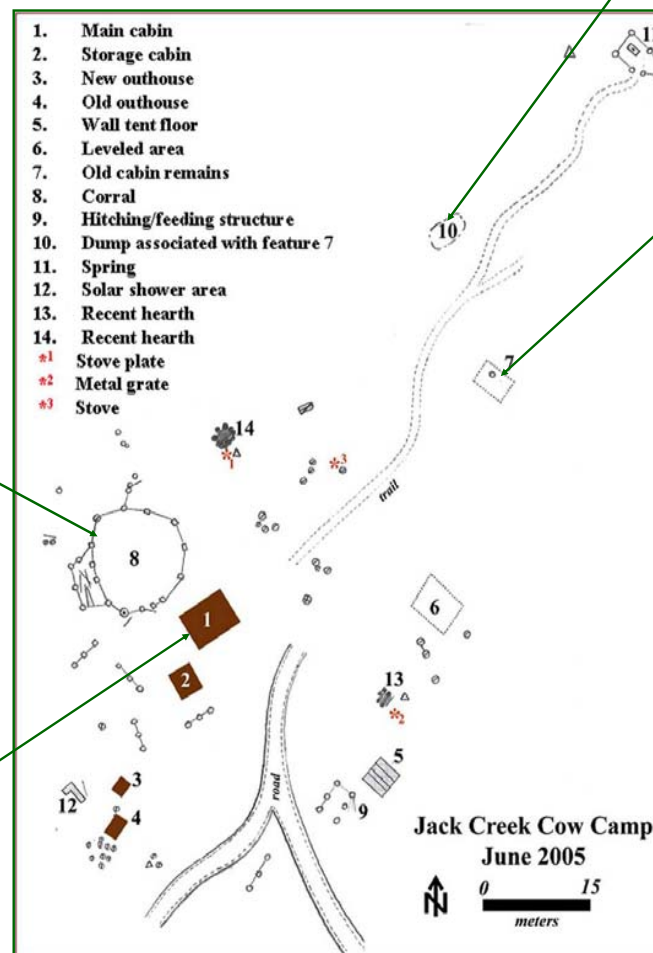 1. Main cabin
2. Storage cabin
3. New outhouse
4. Old outhouse
5. Wall tent floor
6. Leveled area
7. Old cabin remains
8. Corral
9. Hitching/feeding structure
10. Dump associated with feature 7
11. Spring
12. Solar shower area
13. Recent hearth
14. Recent hearth
*1 Stove plate
*2 Metal grate
*3 Stove
10
7
14
*1
*3
trail
8
1
6
2
13
*2
5
3
12
4
road
9
Jack Creek Cow Camp
June 2005
N
0 15
meters